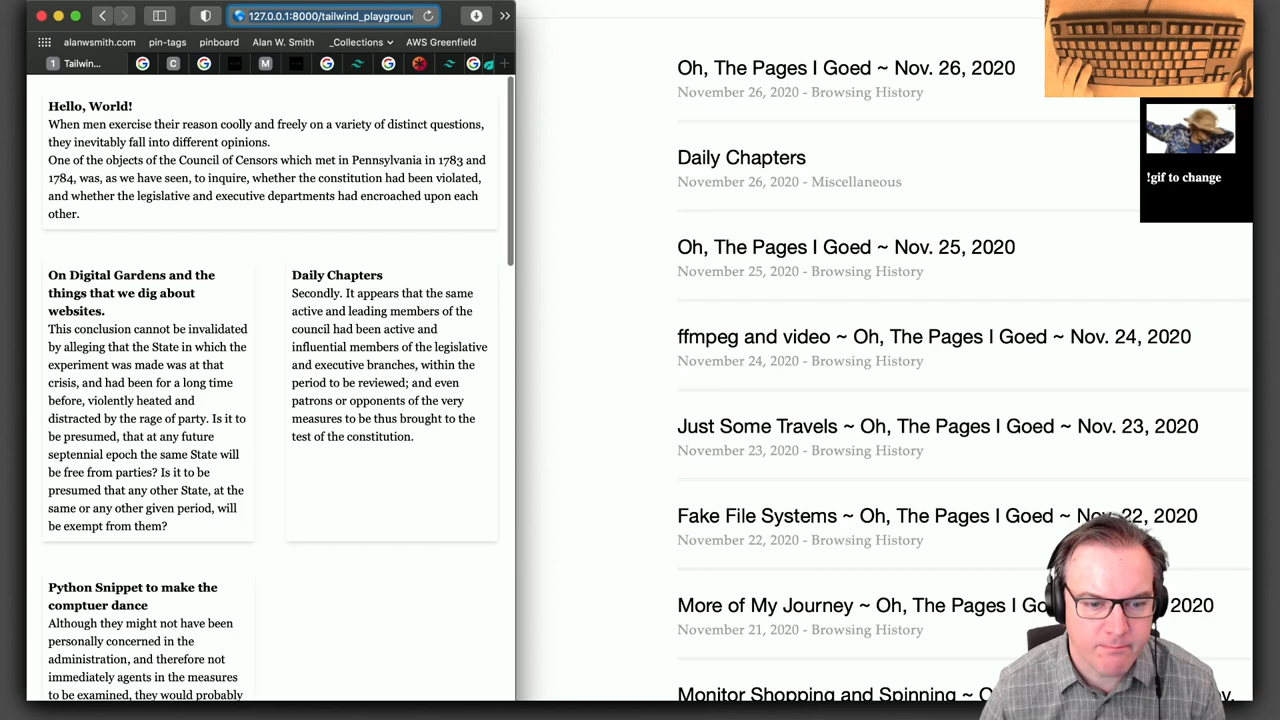 127.0.0.1:8000/tailwind_playground
alanwsmith.com pin-tags pinboard Alan W. Smith _Collections AWS Greenfield
1 Tailwin...
Hello, World!
When men exercise their reason coolly and freely on a variety of distinct questions,
they inevitably fall into different opinions.
One of the objects of the Council of Censors which met in Pennsylvania in 1783 and
1784, was, as we have seen, to inquire, whether the constitution had been violated,
and whether the legislative and executive departments had encroached upon each
other.
On Digital Gardens and the
things that we dig about
websites.
This conclusion cannot be invalidated
by alleging that the State in which the
experiment was made was at that
crisis, and had been for a long time
before, violently heated and
distracted by the rage of party. Is it to
be presumed, that at any future
septennial epoch the same State will
be free from parties? Is it to be
presumed that any other State, at the
same or any other given period, will
be exempt from them?
Daily Chapters
Secondly. It appears that the same
active and leading members of the
council had been active and
influential members of the legislative
and executive branches, within the
period to be reviewed; and even
patrons or opponents of the very
measures to be thus brought to the
test of the constitution.
Python Snippet to make the
comptuer dance
Although they might not have been
personally concerned in the
administration, and therefore not
immediately agents in the measures
to be examined, they would probably
Oh, The Pages I Goed ~ Nov. 26, 2020
November 26, 2020 - Browsing History
Daily Chapters
November 26, 2020 - Miscellaneous
Oh, The Pages I Goed ~ Nov. 25, 2020
November 25, 2020 - Browsing History
ffmpeg and video ~ Oh, The Pages I Goed ~ Nov. 24, 2020
November 24, 2020 - Browsing History
Just Some Travels ~ Oh, The Pages I Goed ~ Nov. 23, 2020
November 23, 2020 - Browsing History
Fake File Systems ~ Oh, The Pages I Goed ~ Nov. 22, 2020
November 22, 2020 - Browsing History
More of My Journey ~ Oh, The Pages I Go 2020
November 21, 2020 - Browsing History
Monitor Shopping and Spinning ~
!gif to change